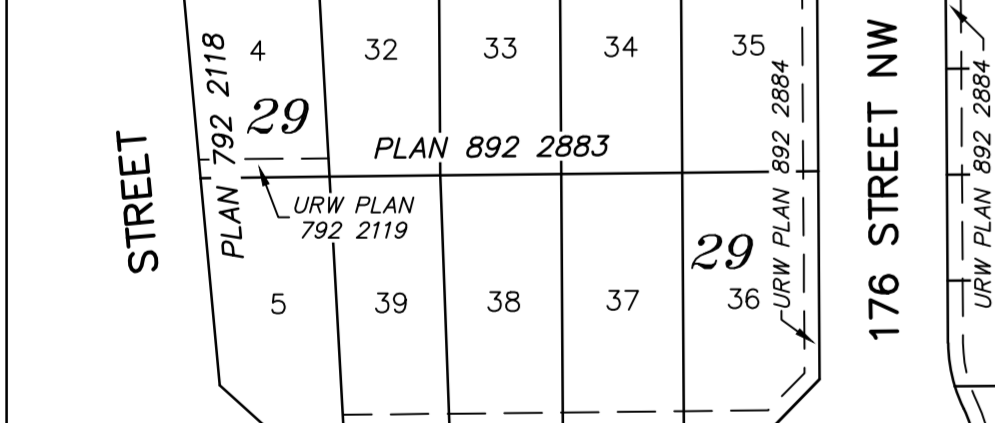 STREET
PLAN 792 2118
4
32
33
34
35
29
PLAN 892 2883
URW PLAN
792 2119
5
39
38
37
29
36
URW PLAN 892 2884
176 STREET NW
URW PLAN 892 2884